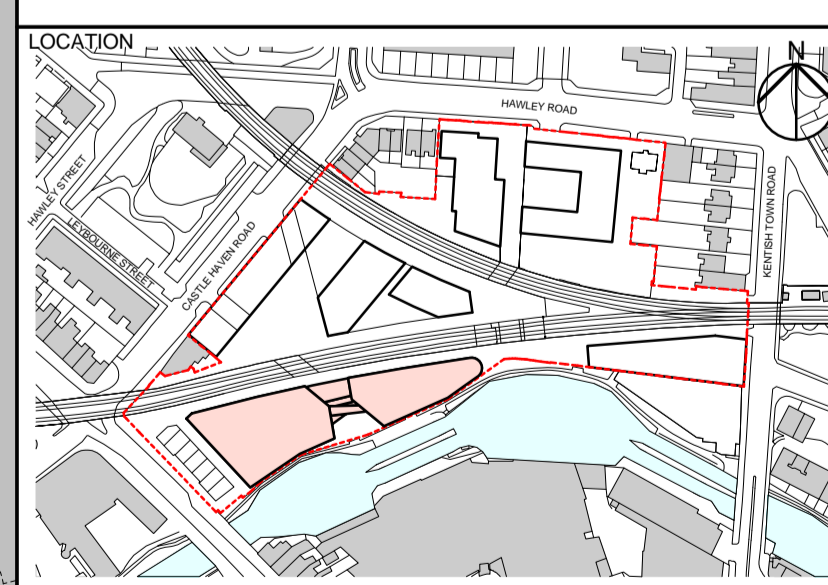 LOCATION
N
HAWLEY ROAD
HAWLEY STREET
LEYBOURNE STREET
CASTLE HAVEN ROAD
KENTISH TOWN ROAD